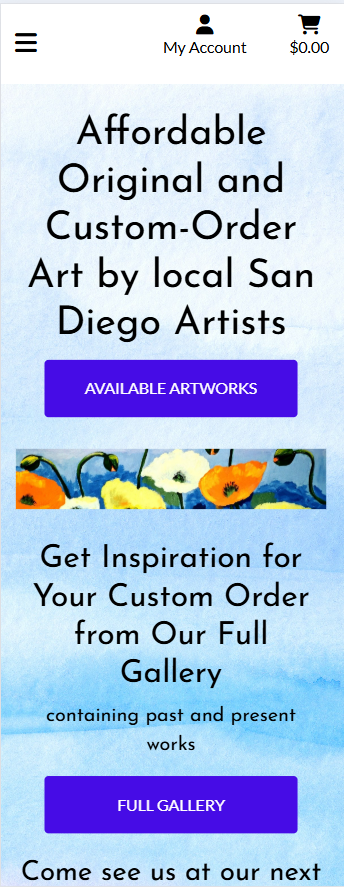 My Account
$0.00
Affordable
Original and
Custom-Order
Art by local San
Diego Artists
AVAILABLE ARTWORKS
Get Inspiration for
Your Custom Order
from Our Full
Gallery
containing past and present
works
FULL GALLERY
Come see us at our next